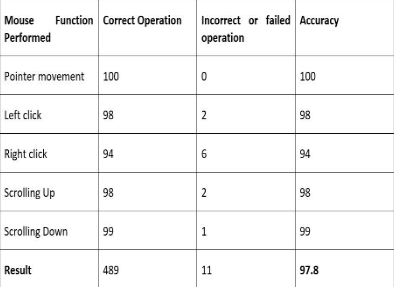 Mouse Function Correct Operation Incorrect or failed Accuracy
Performed operation
Pointer movement 100 0 100
Left click 98 2 98
Right click 94 6 94
Scrolling Up 98 2 98
Scrolling Down 99 1 99
Result 489 11 97.8